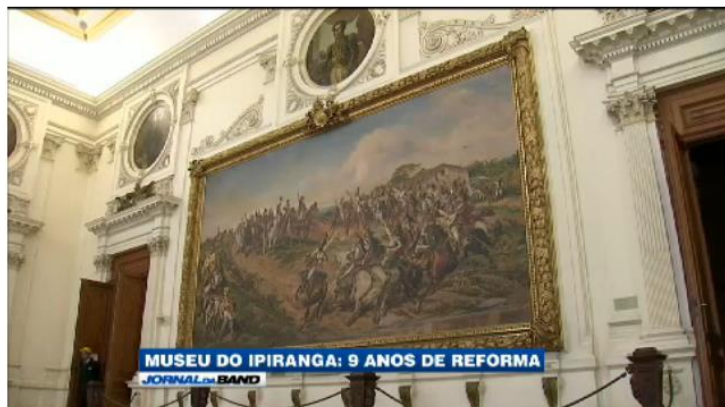 MUSEU DO IPIRANGA: 9 ANOS DE REFORMA
JORNAL DA BAND